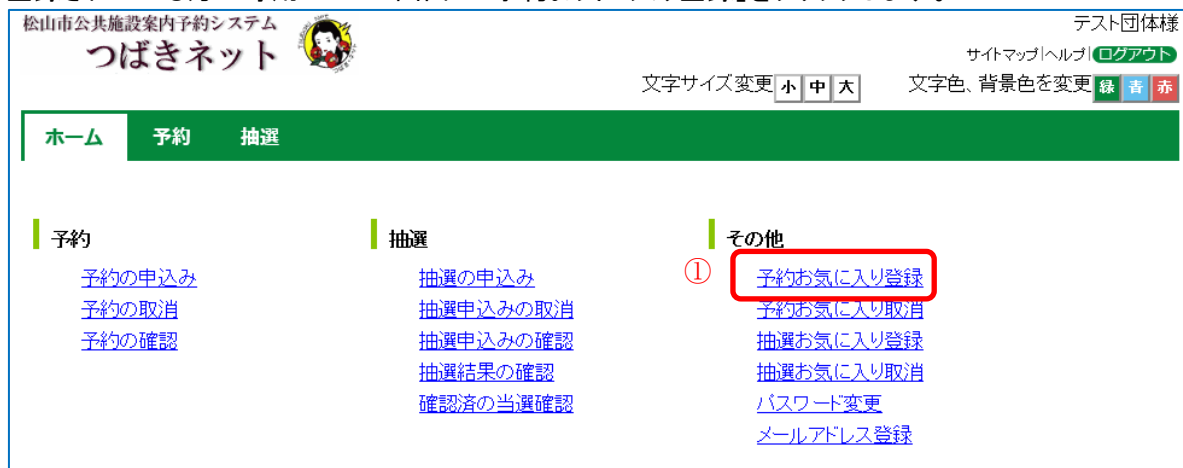 松山市公共施設案内予約システム
つばきネット
テスト団体様
サイトマップ|ヘルプ|ログアウト
文字サイズ変更 小 中 大 文字色、背景色を変更 緑 青 赤
ホーム 予約 抽選
予約
予約の申込み
予約の取消
予約の確認
抽選
抽選の申込み
抽選申込みの取消
抽選申込みの確認
抽選結果の確認
確認済の当選確認
その他
① 予約お気に入り登録
予約お気に入り取消
抽選お気に入り登録
抽選お気に入り取消
パスワード変更
メールアドレス登録